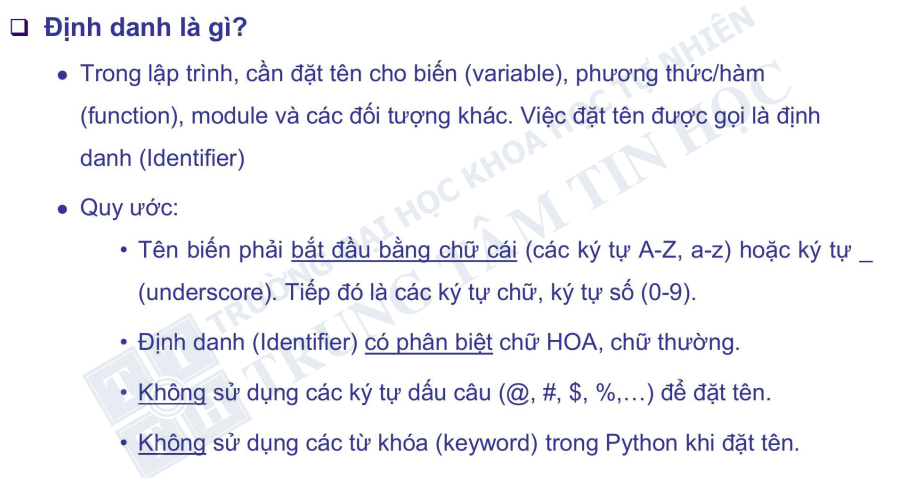 Định danh là gì?
Trong lập trình, cần đặt tên cho biến (variable), phương thức/hàm
(function), module và các đối tượng khác. Việc đặt tên được gọi là định
danh (Identifier)
Quy ước:
Tên biến phải bắt đầu bằng chữ cái (các ký tự A-Z, a-z) hoặc ký tự _
(underscore). Tiếp đó là các ký tự chữ, ký tự số (0-9).
Định danh (Identifier) có phân biệt chữ HOA, chữ thường.
Không sử dụng các ký tự dấu câu (@, #, $, %,…) để đặt tên.
Không sử dụng các từ khóa (keyword) trong Python khi đặt tên.
TRƯỜNG ĐẠI HỌC KHOA HỌC TỰ NHIÊN
TRUNG TÂM TIN HỌC